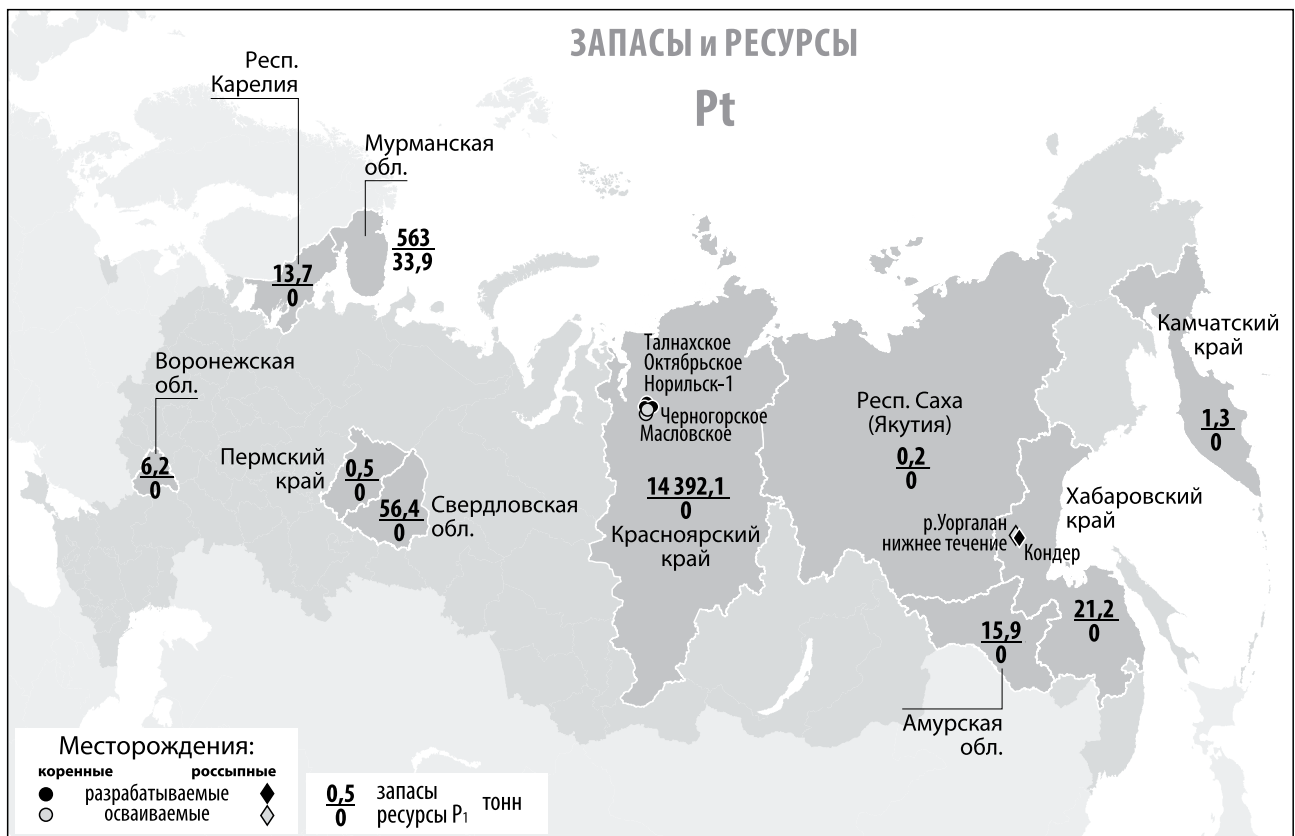 ЗАПАСЫ и РЕСУРСЫ
Pt
Респ.
Карелия
13,7
0
Мурманская
обл.
563
33,9
Воронежская
обл.
6,2
0
Пермский
край
0,5
0
56,4
0
Свердловская
обл.
Талнахское
Октябрьское
Норильск-1
Черногорское
Масловское
14 392,1
0
Красноярский
край
Респ. Саха
(Якутия)
0,2
0
Камчатский
край
1,3
0
Хабаровский
край
р.Уоргалан
нижнее течение
Кондер
21,2
0
15,9
0
Амурская
обл.
Месторождения:
коренные россыпные
разрабатываемые
осваиваемые
0,5 запасы
0 ресурсы P1
тонн